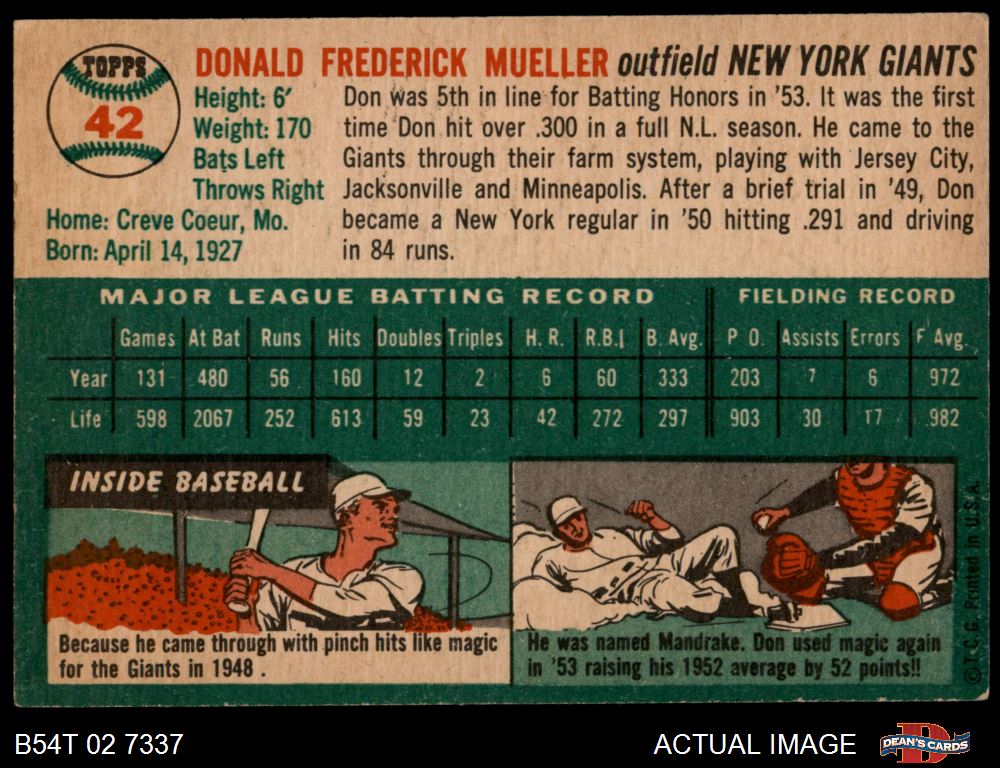 TOPPS
42
DONALD FREDERICK MUELLER outfield NEW YORK GIANTS
Height: 6′
Weight: 170
Bats Left
Throws Right
Home: Creve Coeur, Mo.
Born: April 14, 1927
Don was 5th in line for Batting Honors in '53. It was the first
time Don hit over .300 in a full N.L. season. He came to the
Giants through their farm system, playing with Jersey City,
Jacksonville and Minneapolis. After a brief trial in '49, Don
became a New York regular in '50 hitting .291 and driving
in 84 runs.
MAJOR LEAGUE BATTING RECORD FIELDING RECORD
Games At Bat Runs Hits Doubles Triples H. R. R.B.I B. Avg. P O. Assists Errors F Avg.
Year 131 480 56 160 12 2 6 60 333 203 7 6 972
Life 598 2067 252 613 59 23 42 272 297 903 30 17 .982
INSIDE BASEBALL
Because he came through with pinch hits like magic
for the Giants in 1948 .
He was named Mandrake. Don used magic again
in '53 raising his 1952 average by 52 points!!
© T. C. G. Printed in U.S.A.
B54T 02 7337
ACTUAL IMAGE
DEAN'S CARDS